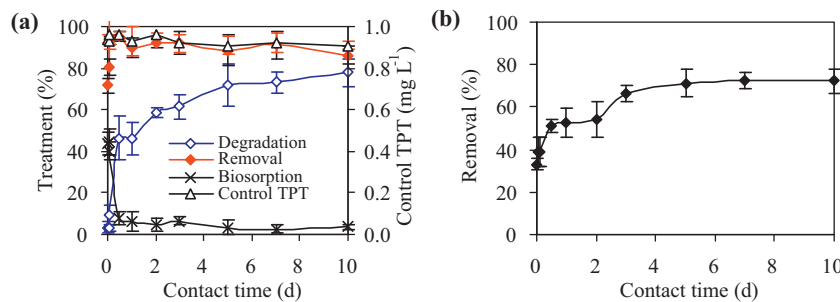 (a)
Treatment (%)
100
80
60
40
20
0
1.0
0.8
0.6
0.4
0.2
0.0
Control TPT (mg L⁻¹)
Degradation
Removal
Biosorption
Control TPT
0 2 4 6 8 10
Contact time (d)
(b)
Removal (%)
100
80
60
40
20
0
0 2 4 6 8 10
Contact time (d)